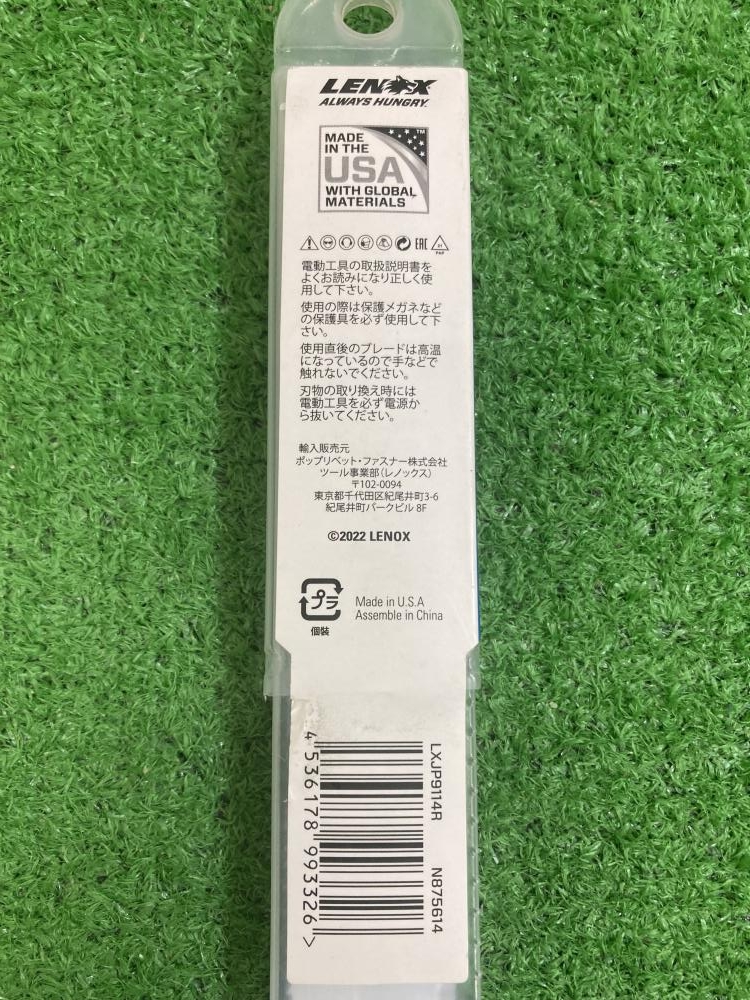 LENOX
ALWAYS HUNGRY.
MADE
IN THE
USA™
WITH GLOBAL
MATERIALS
EAC
PAP
電動工具の取扱説明書を
よくお読みになり正しく使
用して下さい。
使用の際は保護メガネなど
の保護具を必ず使用して下
さい。
使用直後のブレードは高温
になっているので手などで
触れないでください。
刃物の取り換え時には
電動工具を必ず電源か
ら抜いてください。
輸入販売元
ポップリベット・ファスナー株式会社
ツール事業部(レノックス)
〒102-0094
東京都千代田区紀尾井町3-6
紀尾井町パークビル 8F
©2022 LENOX
プラ
個装
Made in U.S.A
Assemble in China
LXJP9114R N875614
4 536178 993326 >